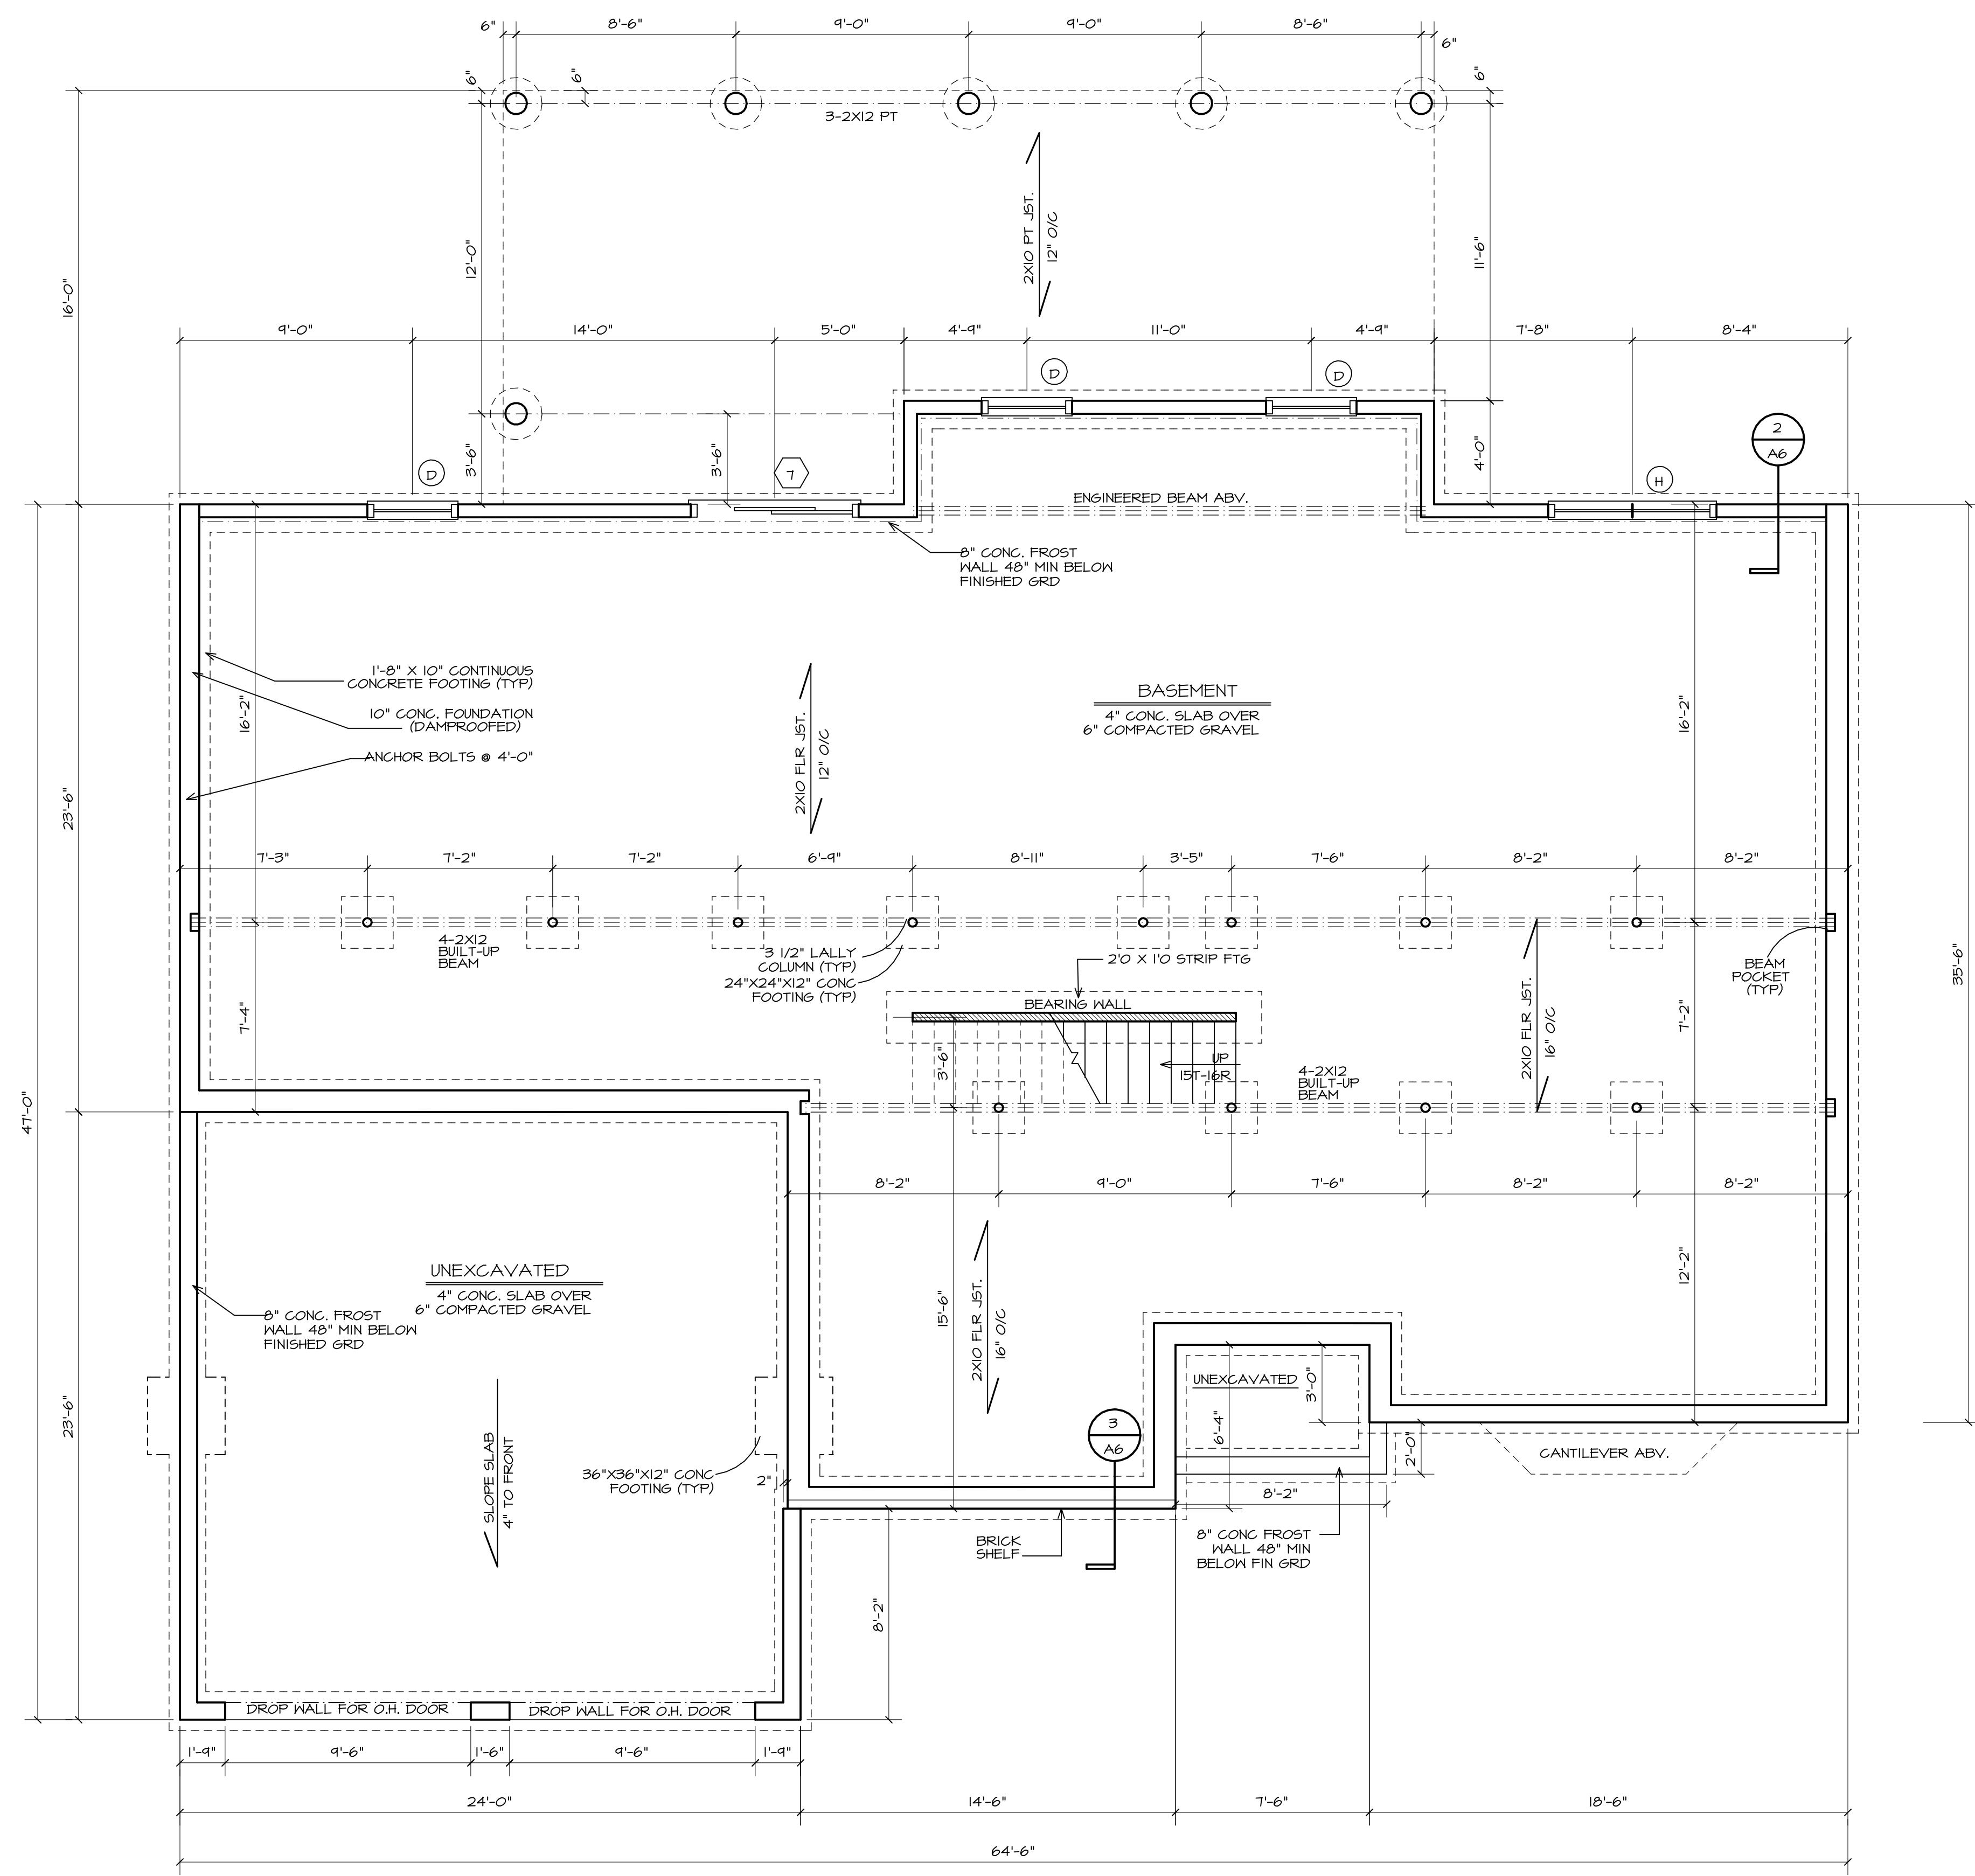 6" 8'-6" 9'-0" 9'-0" 8'-6" 6"
6" 6" 6"
3-2X12 PT
2X10 PT JST.
12" O/C
16'-0" 12'-0" 11'-6"
9'-0" 14'-0" 5'-0" 4'-9" 11'-0" 4'-9" 7'-8" 8'-4"
D D
2
A6
3'-6" 3'-6" 4'-0"
D 7 H
ENGINEERED BEAM ABV.
8" CONC. FROST
WALL 48" MIN BELOW
FINISHED GRD
1'-8" X 10" CONTINUOUS
CONCRETE FOOTING (TYP)
10" CONC. FOUNDATION
(DAMPROOFED)
ANCHOR BOLTS @ 4'-0"
16'-2"
2X10 FLR JST.
12" O/C
BASEMENT
4" CONC. SLAB OVER
6" COMPACTED GRAVEL
16'-2"
23'-6"
7'-3" 7'-2" 7'-2" 6'-9" 8'-11" 3'-5" 7'-6" 8'-2" 8'-2"
4-2X12
BUILT-UP
BEAM
3 1/2" LALLY
COLUMN (TYP)
24"X24"X12" CONC
FOOTING (TYP)
2'0 X 1'0 STRIP FTG
BEARING WALL
BEAM
POCKET
(TYP)
35'-6"
7'-4"
3'-6"
UP
15T-16R
4-2X12
BUILT-UP
BEAM
2X10 FLR JST.
16" O/C
7'-2"
47'-0"
8'-2" 9'-0" 7'-6" 8'-2" 8'-2"
UNEXCAVATED
4" CONC. SLAB OVER
6" COMPACTED GRAVEL
8" CONC. FROST
WALL 48" MIN BELOW
FINISHED GRD
15'-6"
2X10 FLR JST.
16" O/C
12'-2"
23'-6"
UNEXCAVATED
3'-0"
6'-4"
2'-0"
3
A6
CANTILEVER ABV.
SLOPE SLAB
4" TO FRONT
36"X36"X12" CONC
FOOTING (TYP)
2"
8'-2"
BRICK
SHELF
8" CONC FROST
WALL 48" MIN
BELOW FIN GRD
8'-2"
DROP WALL FOR O.H. DOOR DROP WALL FOR O.H. DOOR
1'-9" 9'-6" 1'-6" 9'-6" 1'-9"
24'-0" 14'-6" 7'-6" 18'-6"
64'-6"